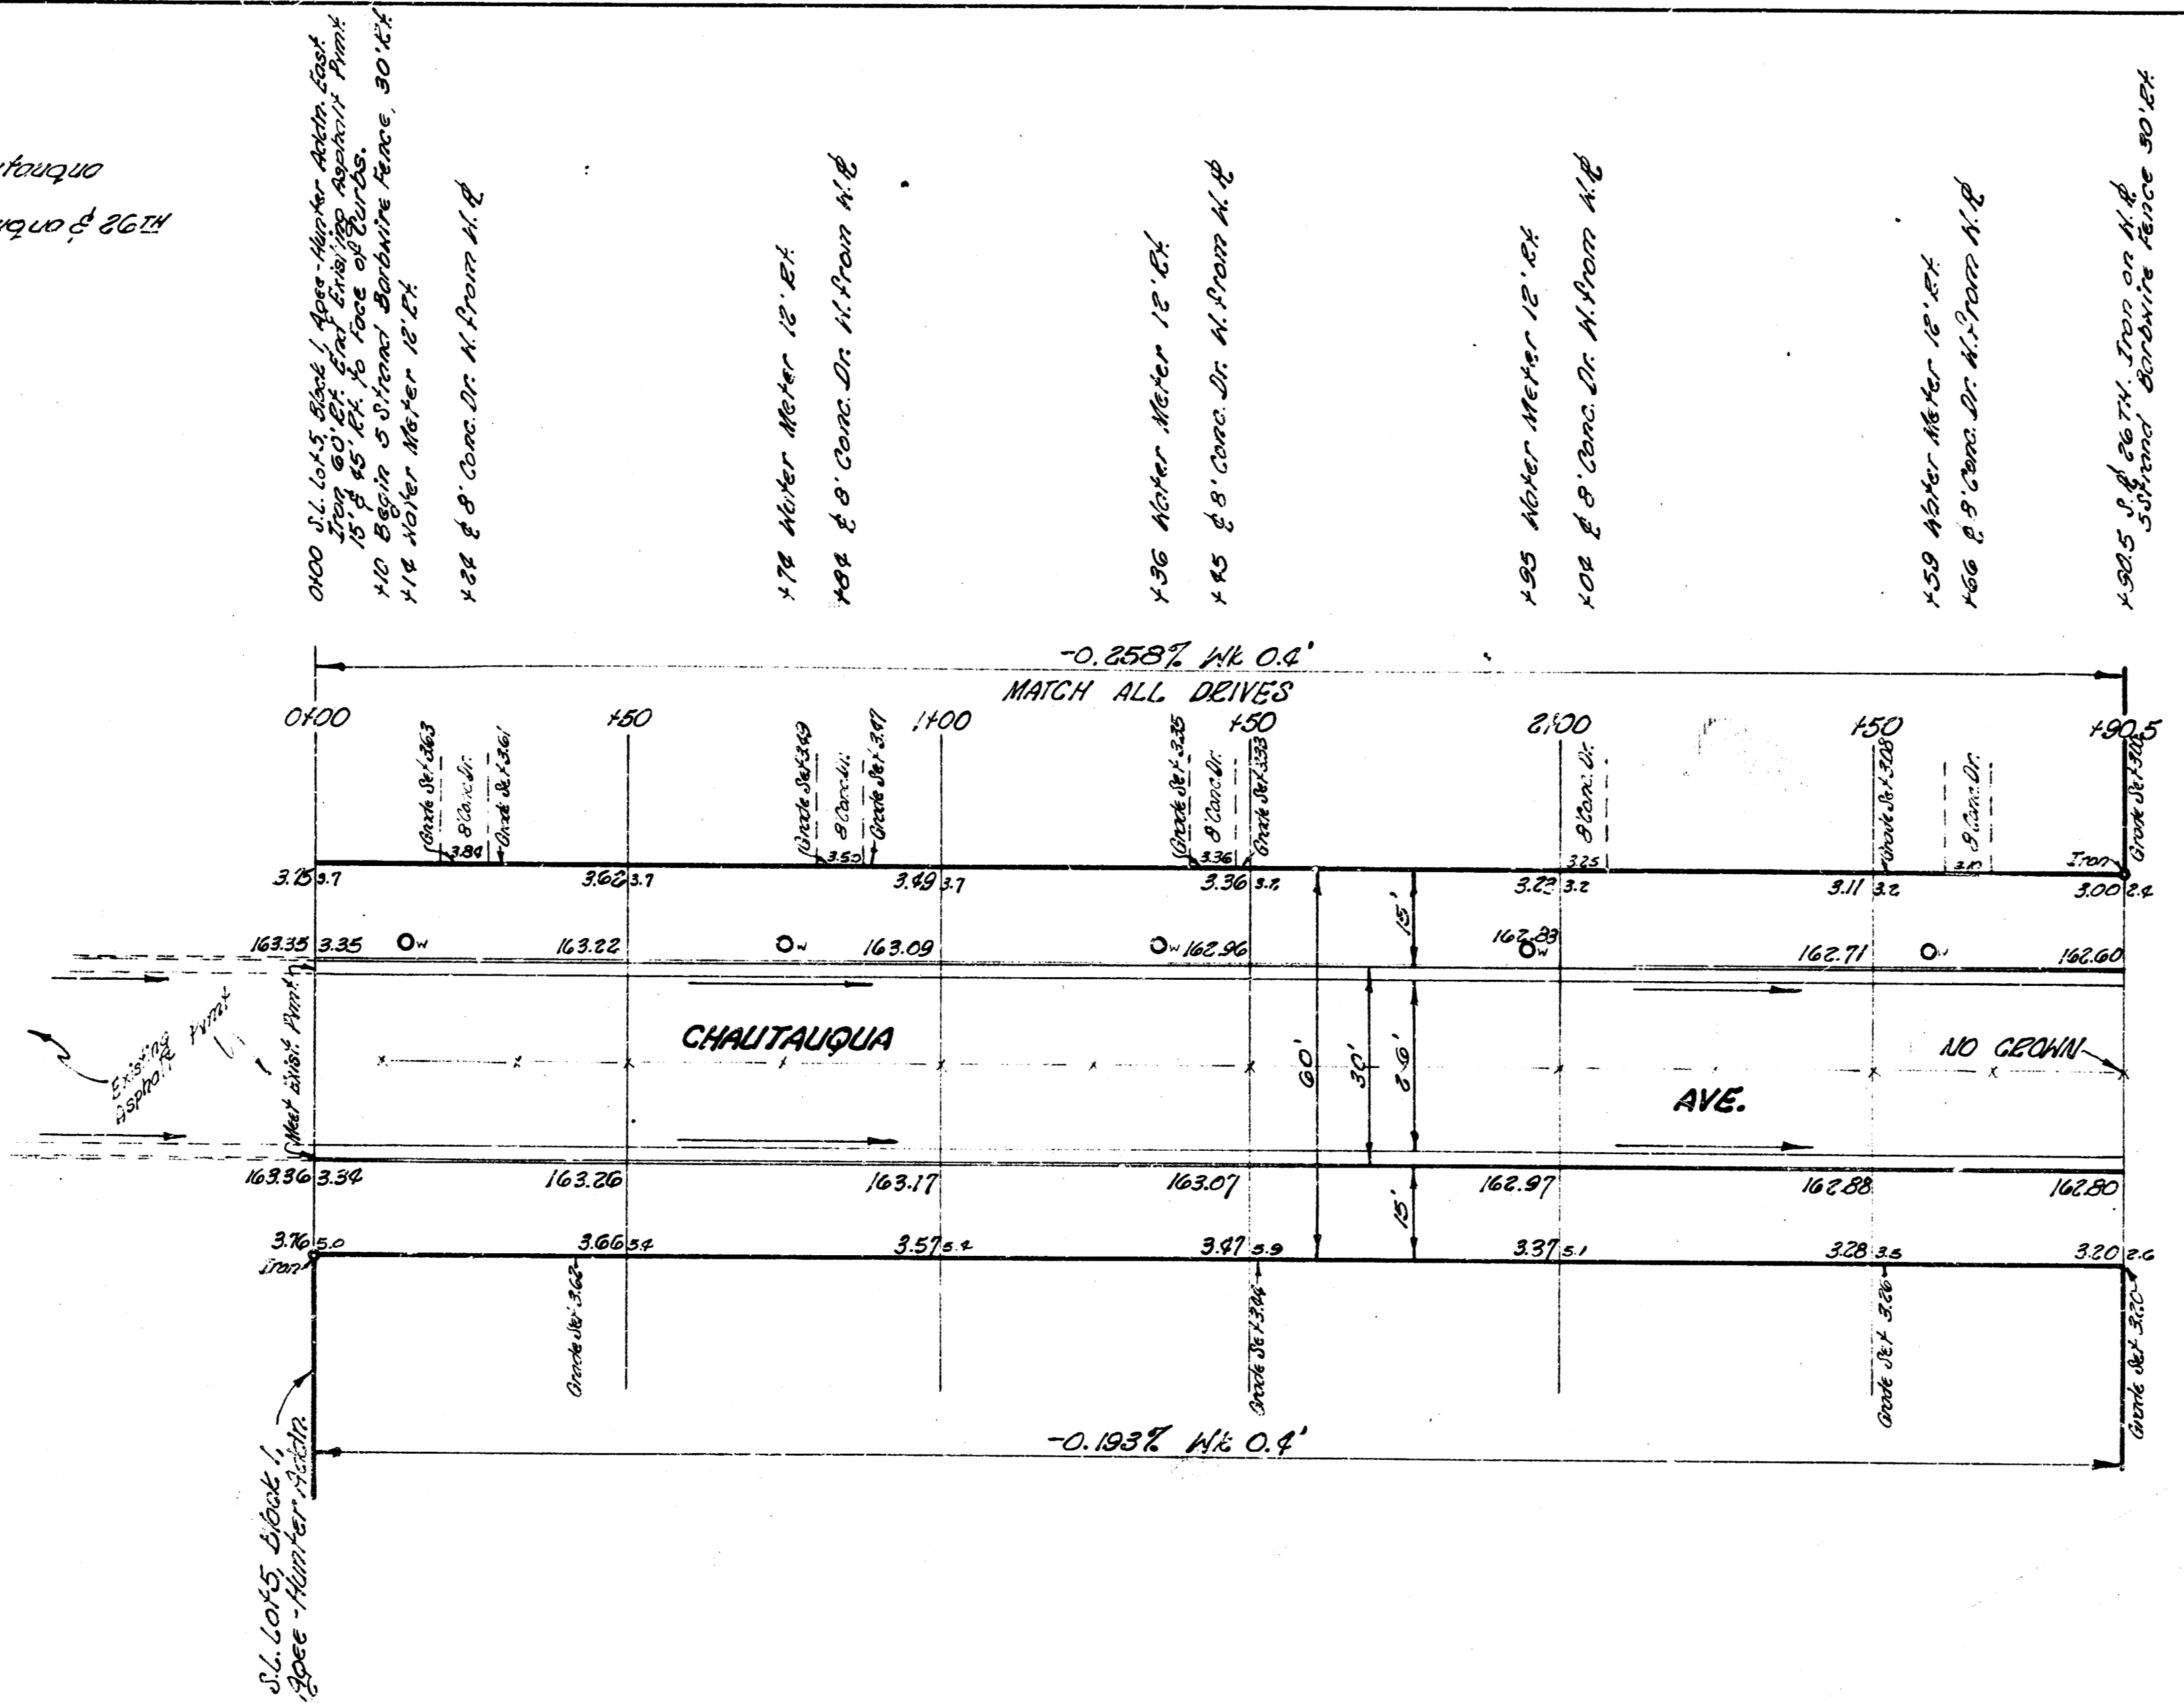 0+00 S.L. Lot 5, Block 1, Agee-Hunter Addn. East.
Iron 60' Rt. End Existing Asphalt Pvmt.
15' & 45' Rt. to Face of Curbs.
+10 Begin 5 Strand Barbwire Fence, 30' Rt.
+14 Water Meter 12' Rt.
+24 ℄ 8' Conc. Dr. W. from W. ℞
+74 Water Meter 12' Rt.
+84 ℄ 8' Conc. Dr. W. from W. ℞
+36 Water Meter 12' Rt.
+45 ℄ 8' Conc. Dr. W. from W. ℞
+95 Water Meter 12' Rt.
+04 ℄ 8' Conc. Dr. W. from W. ℞
+59 Water Meter 12' Rt.
+66 ℄ 8' Conc. Dr. W. from W. ℞
+90.5 S. ℞ 26TH. Iron on W. ℞
5 Strand Barbwire Fence 30' Rt.
-0.258% Wk 0.4'
MATCH ALL DRIVES
0+00 +50 1+00 +50 2+00 +50 +90.5
Grade Set 3.63
8' Conc. Dr.
Grade Set 3.61
Grade Set 3.49
8' Conc. Dr.
Grade Set 3.47
Grade Set 3.35
8' Conc. Dr.
Grade Set 3.33
8' Conc. Dr.
Grade Set 3.08
8' Conc. Dr.
Grade Set 3.00
3.84 3.50 3.36 3.25 Iron
3.75 3.7 3.62 3.7 3.49 3.7 3.36 3.2 3.23 3.2 3.11 3.2 3.00 2.4
163.35 3.35 W 163.22 W 163.09 W 162.96 162.83 W 162.71 W 162.60
15'
Meet Exist. Pvmt.
Existing Pvmt
Asphalt
CHAUTAUQUA
AVE.
60'
30'
26'
NO CROWN
163.36 3.34 163.26 163.17 163.07 162.97 162.88 162.80
15'
3.76 5.0 3.66 5.4 3.57 5.4 3.47 5.9 3.37 5.1 3.28 3.5 3.20 2.6
Iron
Grade Set 3.62
Grade Set 3.44
Grade Set 3.26
Grade Set 3.20
-0.193% Wk 0.4'
S.L. Lot 5, Block 1,
Agee-Hunter Addn.